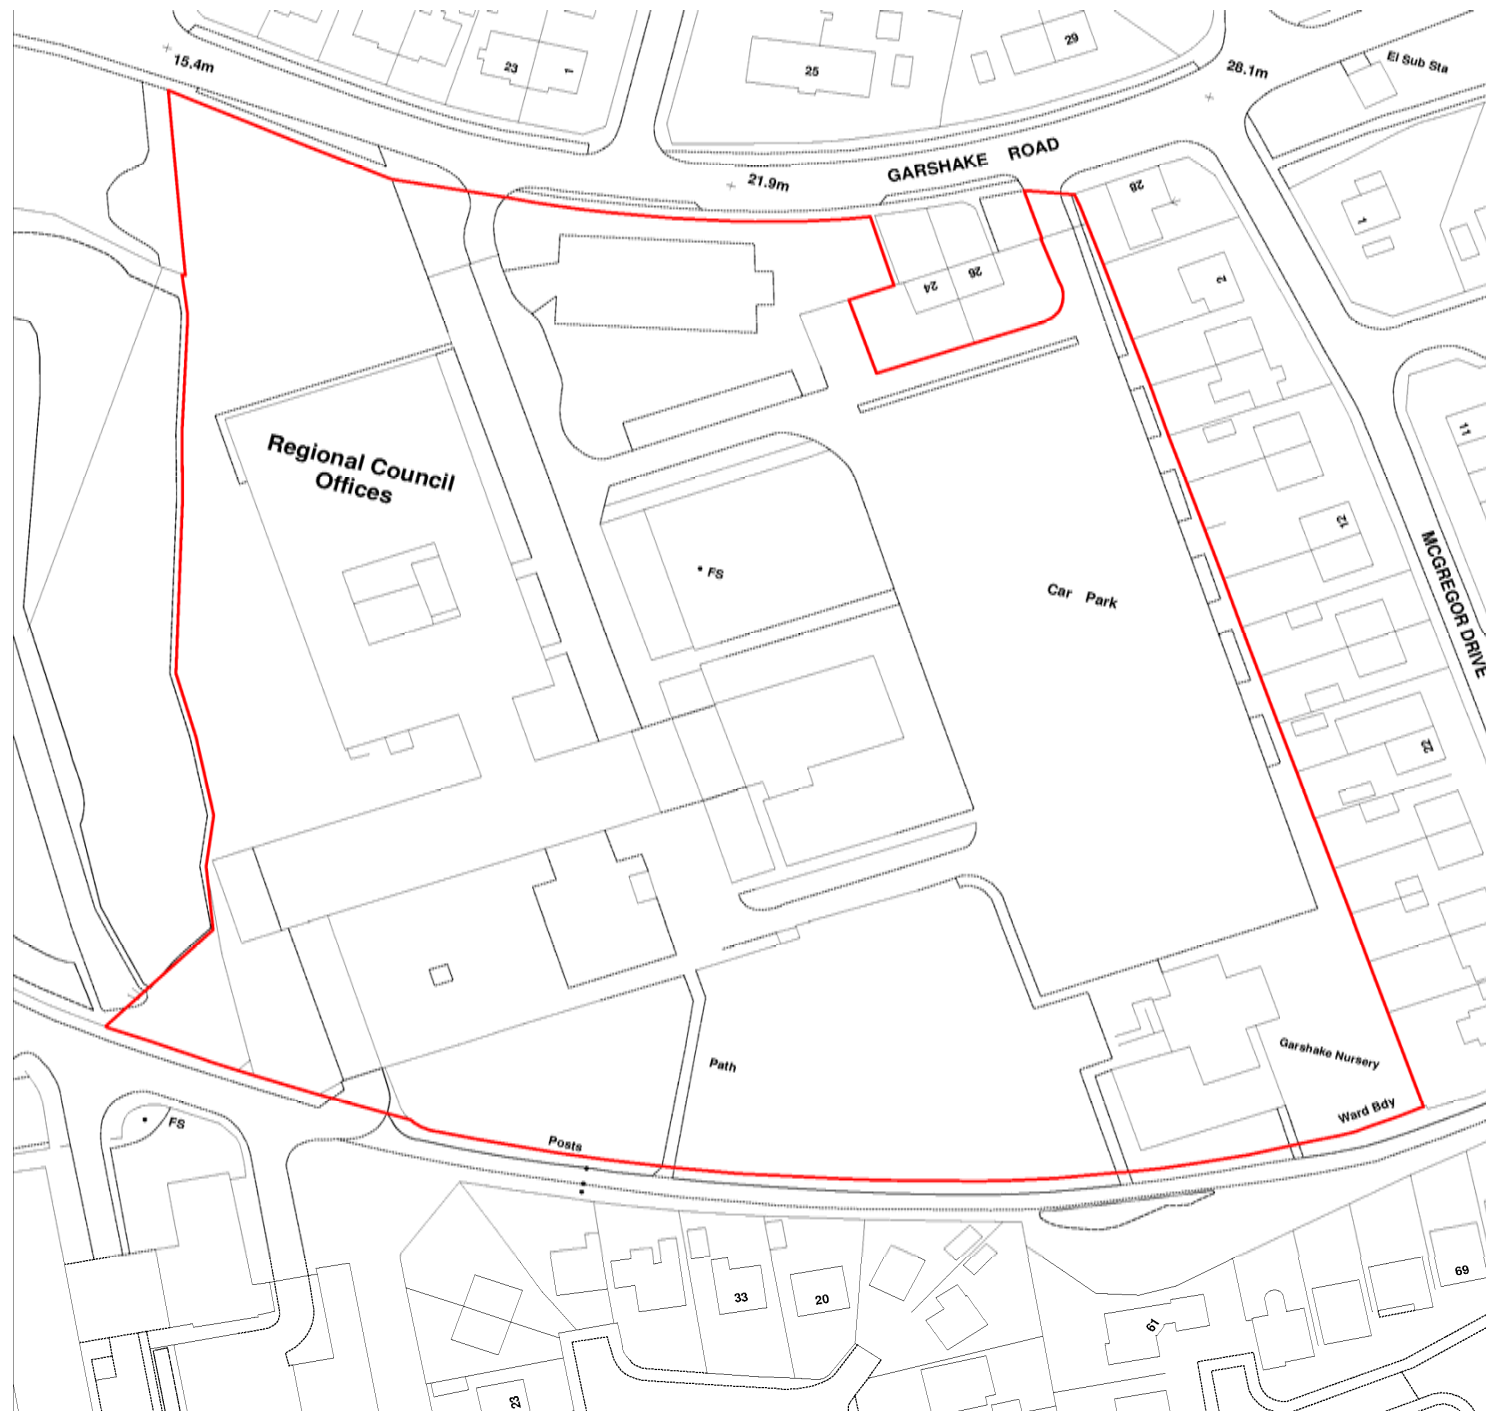 15.4m
23
1
25
29
28.1m
El Sub Sta
GARSHAKE ROAD
21.9m
28
1
24
26
2
Regional Council
Offices
11
12
FS
Car Park
MCGREGOR DRIVE
22
Garshake Nursery
Path
Ward Bdy
FS
Posts
33
20
61
69
23